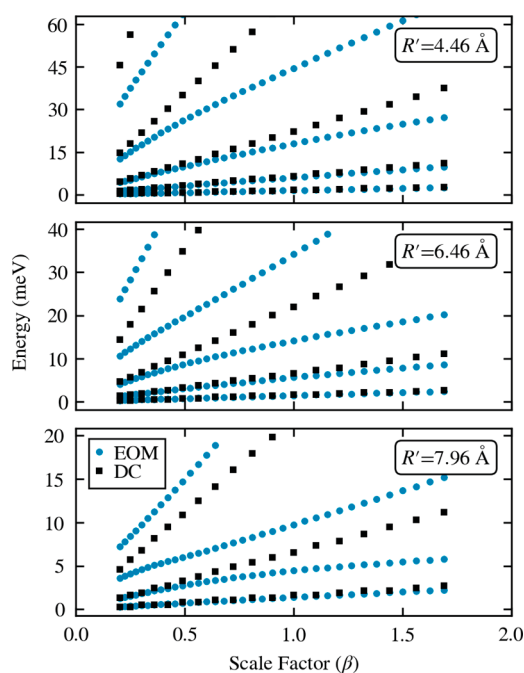 60
45
30
15
0
R′=4.46 Å
40
30
20
10
0
R′=6.46 Å
Energy (meV)
20
15
10
5
0
EOM
DC
R′=7.96 Å
0.0 0.5 1.0 1.5 2.0
Scale Factor (β)